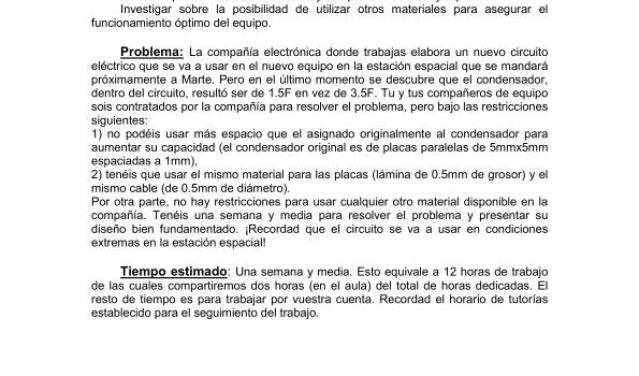 Investigar sobre la posibilidad de utilizar otros materiales para asegurar el
funcionamiento óptimo del equipo.
Problema: La compañía electrónica donde trabajas elabora un nuevo circuito
eléctrico que se va a usar en el nuevo equipo en la estación espacial que se mandará
próximamente a Marte. Pero en el último momento se descubre que el condensador,
dentro del circuito, resultó ser de 1.5F en vez de 3.5F. Tu y tus compañeros de equipo
sois contratados por la compañía para resolver el problema, pero bajo las restricciones
siguientes:
1) no podéis usar más espacio que el asignado originalmente al condensador para
aumentar su capacidad (el condensador original es de placas paralelas de 5mmx5mm
espaciadas a 1mm),
2) tenéis que usar el mismo material para las placas (lámina de 0.5mm de grosor) y el
mismo cable (de 0.5mm de diámetro).
Por otra parte, no hay restricciones para usar cualquier otro material disponible en la
compañía. Tenéis una semana y media para resolver el problema y presentar su
diseño bien fundamentado. ¡Recordad que el circuito se va a usar en condiciones
extremas en la estación espacial!
Tiempo estimado: Una semana y media. Esto equivale a 12 horas de trabajo
de las cuales compartiremos dos horas (en el aula) del total de horas dedicadas. El
resto de tiempo es para trabajar por vuestra cuenta. Recordad el horario de tutorías
establecido para el seguimiento del trabajo.